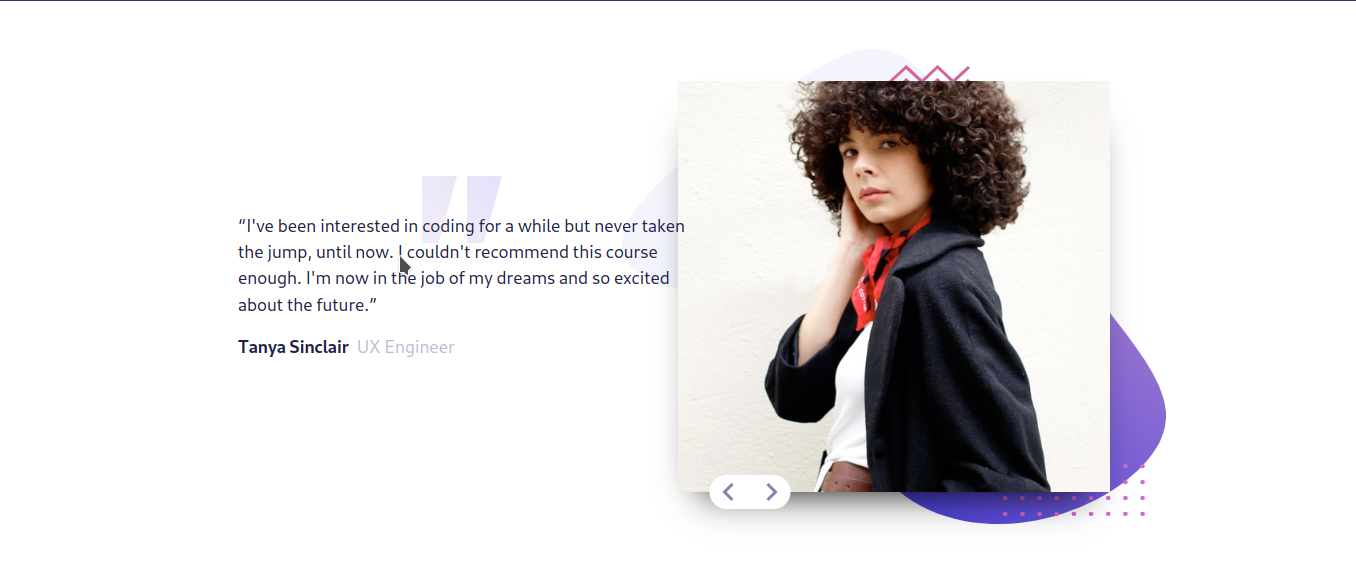 “I've been interested in coding for a while but never taken
the jump, until now. I couldn't recommend this course
enough. I'm now in the job of my dreams and so excited
about the future.”
Tanya Sinclair UX Engineer